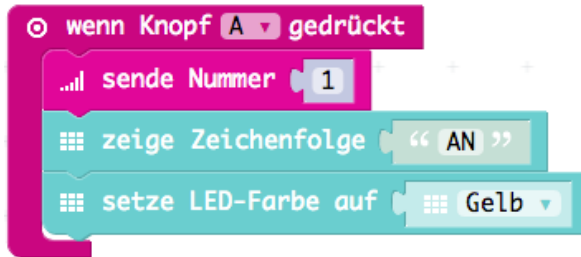 wenn Knopf A gedrückt
sende Nummer 1
zeige Zeichenfolge “ AN ”
setze LED-Farbe auf Gelb